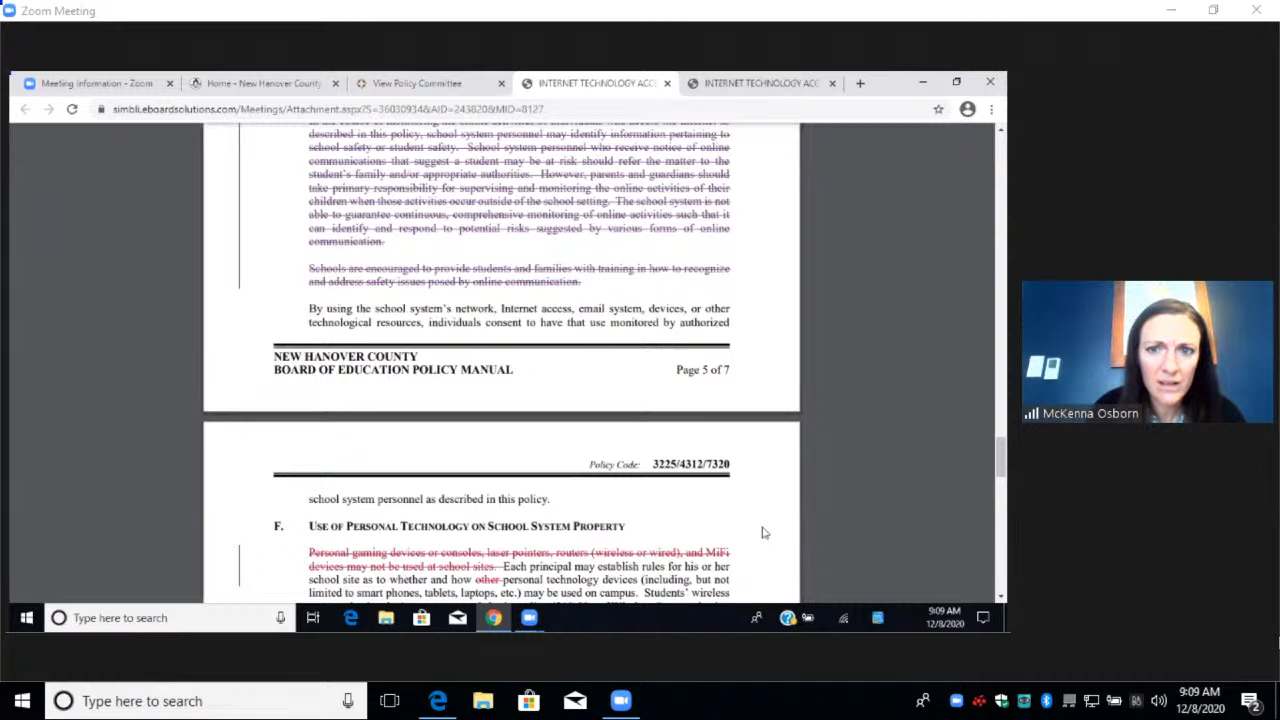 Zoom Meeting
Meeting Information - Zoom
Home - New Hanover County
View Policy Committee
INTERNET TECHNOLOGY ACC
INTERNET TECHNOLOGY ACC
simbli.eboardsolutions.com/Meetings/Attachment.aspx?S=36030934&AID=243820&MID=8127
described in this policy, school system personnel may identify information pertaining to
school safety or student safety. School system personnel who receive notice of online
communications that suggest a student may be at risk should refer the matter to the
student's family and/or appropriate authorities. However, parents and guardians should
take primary responsibility for supervising and monitoring the online activities of their
children when those activities occur outside of the school setting. The school system is not
able to guarantee continuous, comprehensive monitoring of online activities such that it
can identify and respond to potential risks suggested by various forms of online
communication.
Schools are encouraged to provide students and families with training in how to recognize
and address safety issues posed by online communication.
By using the school system's network, Internet access, email system, devices, or other
technological resources, individuals consent to have that use monitored by authorized
NEW HANOVER COUNTY
BOARD OF EDUCATION POLICY MANUAL Page 5 of 7
McKenna Osborn
Policy Code: 3225/4312/7320
school system personnel as described in this policy.
F. USE OF PERSONAL TECHNOLOGY ON SCHOOL SYSTEM PROPERTY
Personal gaming devices or consoles, laser pointers, routers (wireless or wired), and MiFi
devices may not be used at school sites. Each principal may establish rules for his or her
school site as to whether and how other personal technology devices (including, but not
limited to smart phones, tablets, laptops, etc.) may be used on campus. Students' wireless
Type here to search
9:09 AM
12/8/2020
Type here to search
9:09 AM
12/8/2020
2